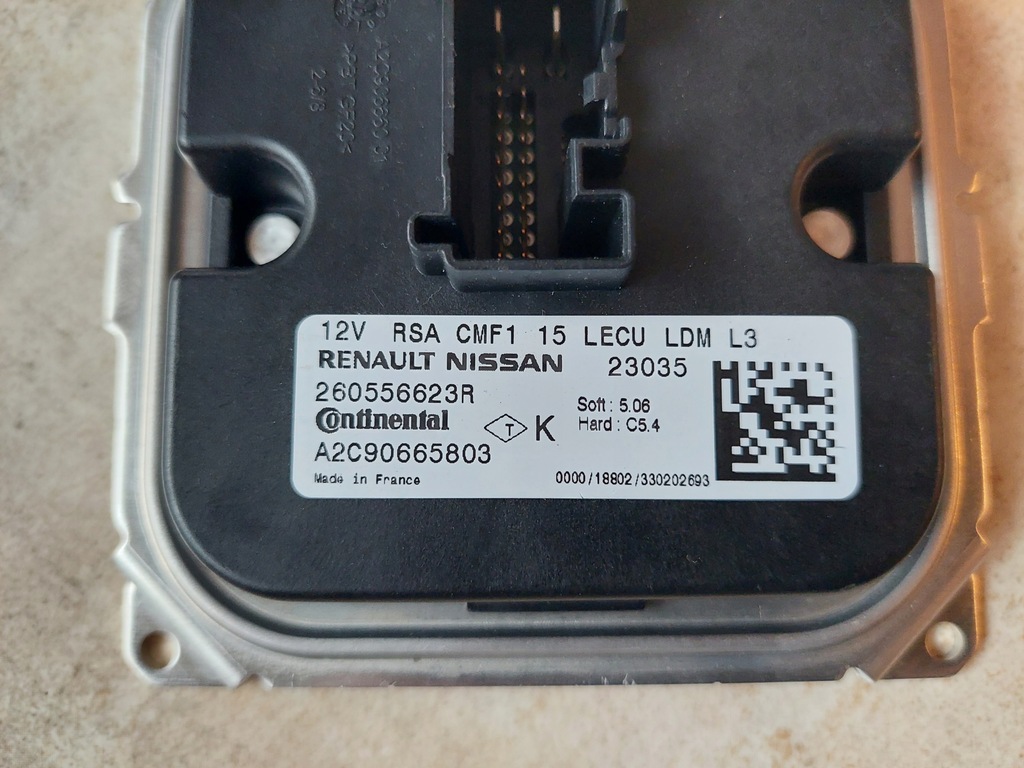 12V RSA CMF1 15 LECU LDM L3
RENAULT NISSAN 23035
260556623R
Continental
T K
Soft : 5.06
Hard : C5.4
A2C90665803
Made in France
0000/18802/330202693